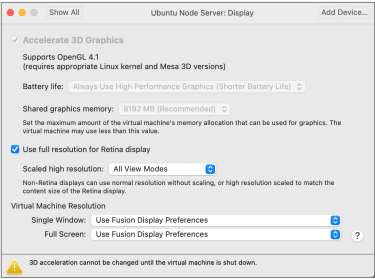 Show All
Ubuntu Node Server: Display
Add Device...
Accelerate 3D Graphics
Supports OpenGL 4.1
(requires appropriate Linux kernel and Mesa 3D versions)
Battery life: Always Use High Performance Graphics (Shorter Battery Life)
Shared graphics memory: 8192 MB (Recommended)
Set the maximum amount of the virtual machine's memory allocation that can be used for graphics. The
virtual machine may use less than this value.
Use full resolution for Retina display
Scaled high resolution: All View Modes
Non-Retina displays can use normal resolution without scaling, or high resolution scaled to match the
content size of the Retina display.
Virtual Machine Resolution
Single Window: Use Fusion Display Preferences
Full Screen: Use Fusion Display Preferences
?
3D acceleration cannot be changed until the virtual machine is shut down.